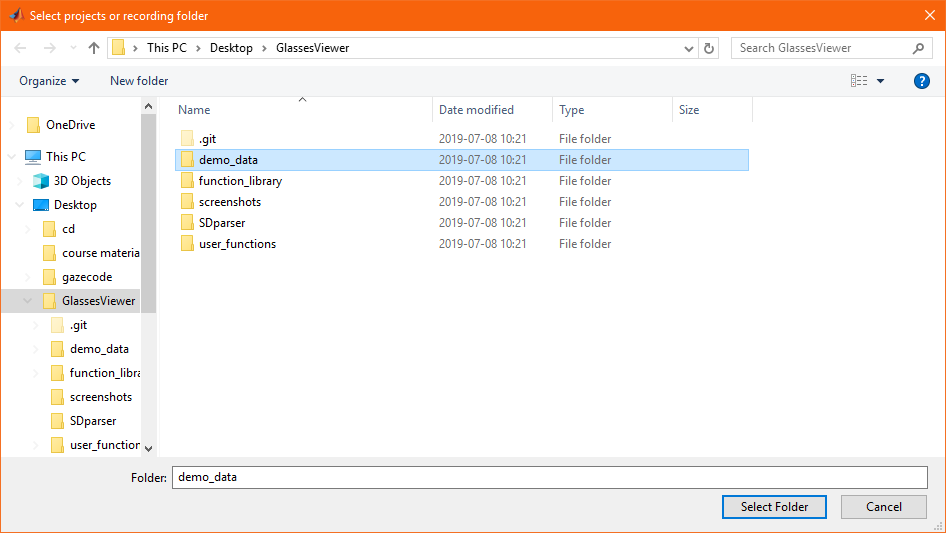 Select projects or recording folder
This PC > Desktop > GlassesViewer
Search GlassesViewer
Organize
New folder
OneDrive
This PC
3D Objects
Desktop
cd
course materia
gazecode
GlassesViewer
.git
demo_data
function_libra
screenshots
SDparser
user_function
Name Date modified Type Size
.git 2019-07-08 10:21 File folder
demo_data 2019-07-08 10:21 File folder
function_library 2019-07-08 10:21 File folder
screenshots 2019-07-08 10:21 File folder
SDparser 2019-07-08 10:21 File folder
user_functions 2019-07-08 10:21 File folder
Folder: demo_data
Select Folder
Cancel